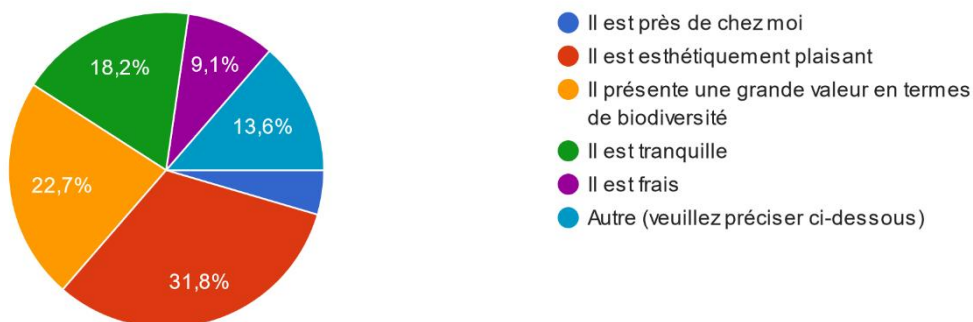 18,2%
9,1%
13,6%
22,7%
31,8%
Il est près de chez moi
Il est esthétiquement plaisant
Il présente une grande valeur en termes
de biodiversité
Il est tranquille
Il est frais
Autre (veuillez préciser ci-dessous)